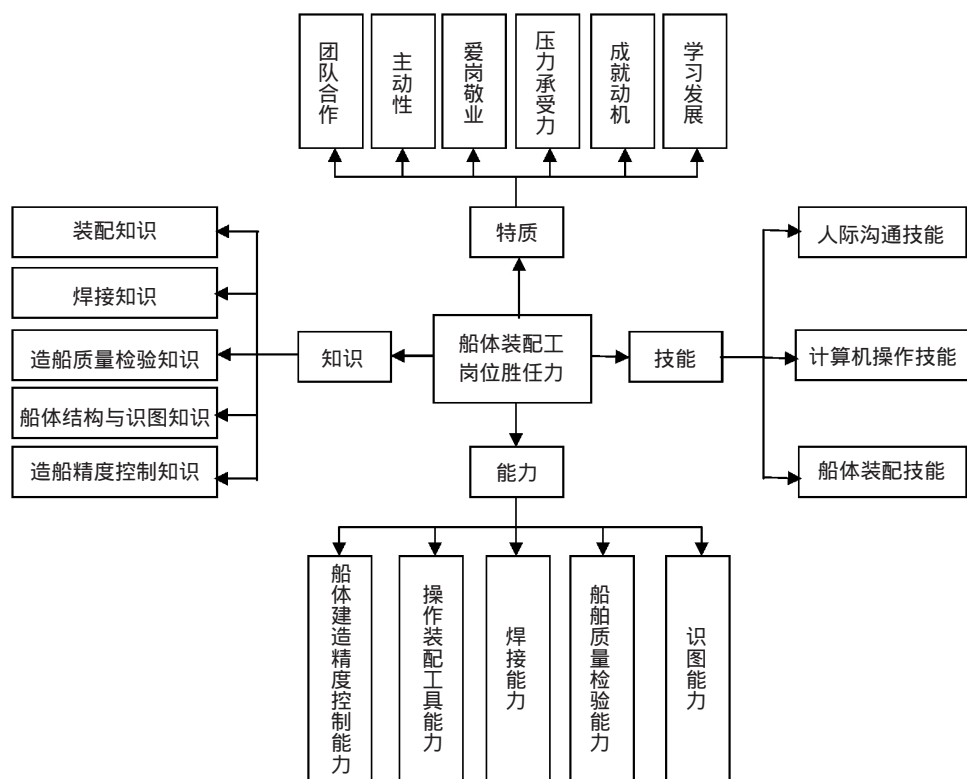 团队合作
主动性
爱岗敬业
压力承受力
成就动机
学习发展
特质
装配知识
焊接知识
造船质量检验知识
船体结构与识图知识
造船精度控制知识
知识
船体装配工
岗位胜任力
技能
人际沟通技能
计算机操作技能
船体装配技能
能力
船体建造精度控制能力
操作装配工具能力
焊接能力
船舶质量检验能力
识图能力